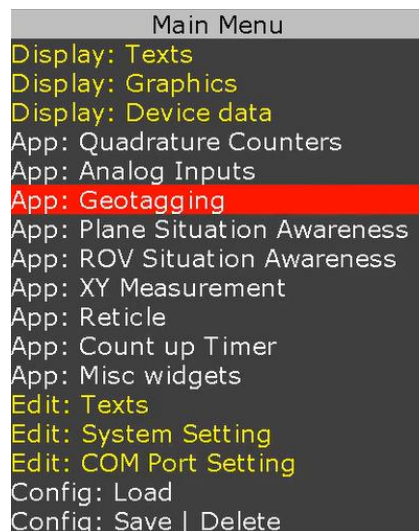 Main Menu
Display: Texts
Display: Graphics
Display: Device data
App: Quadrature Counters
App: Analog Inputs
App: Geotagging
App: Plane Situation Awareness
App: ROV Situation Awareness
App: XY Measurement
App: Reticle
App: Count up Timer
App: Misc widgets
Edit: Texts
Edit: System Setting
Edit: COM Port Setting
Config: Load
Config: Save | Delete